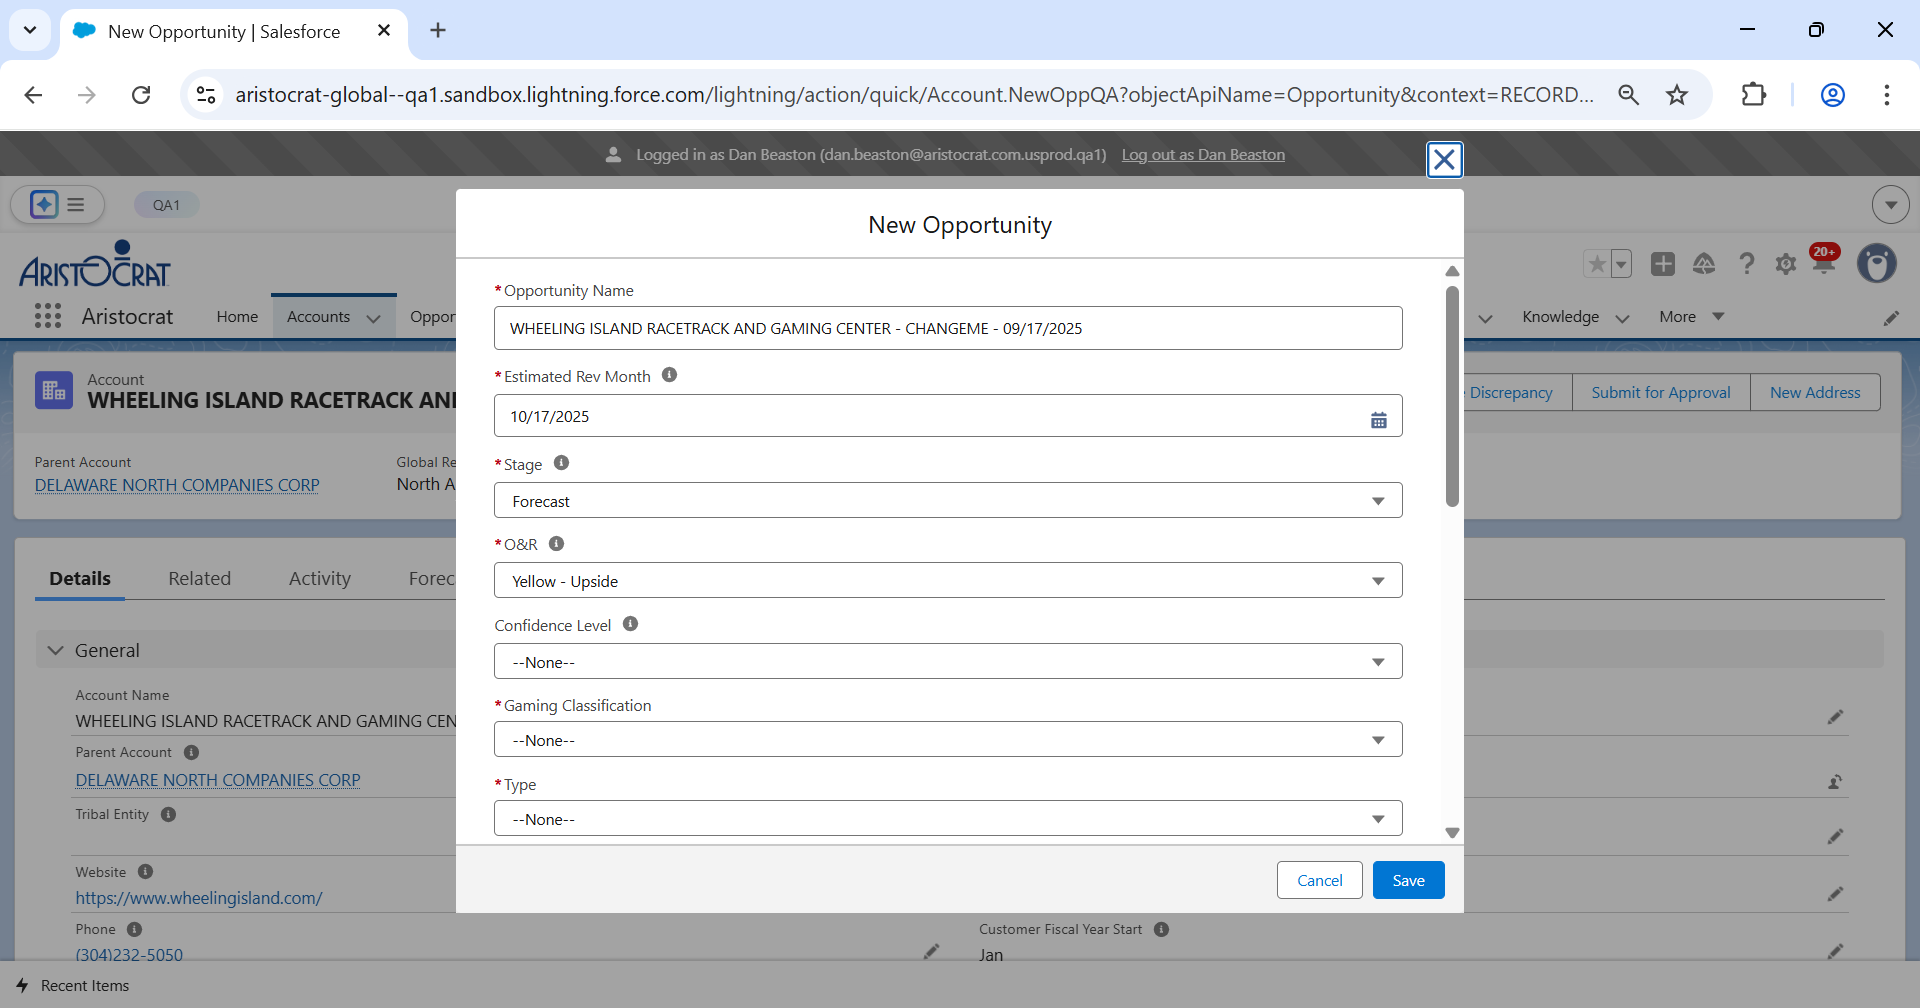 New Opportunity | Salesforce
aristocrat-global--qa1.sandbox.lightning.force.com/lightning/action/quick/Account.NewOppQA?objectApiName=Opportunity&context=RECORD...
Logged in as Dan Beaston (dan.beaston@aristocrat.com.usprod.qa1) Log out as Dan Beaston
QA1
New Opportunity
ARISTOCRAT
20+
Aristocrat Home Accounts Oppor Knowledge More
*Opportunity Name
WHEELING ISLAND RACETRACK AND GAMING CENTER - CHANGEME - 09/17/2025
*Estimated Rev Month
10/17/2025
*Stage
Forecast
*O&R
Yellow - Upside
Confidence Level
--None--
*Gaming Classification
--None--
*Type
--None--
Cancel Save
Account
WHEELING ISLAND RACETRACK AN
Discrepancy Submit for Approval New Address
Parent Account Global Re
DELAWARE NORTH COMPANIES CORP North A
Details Related Activity Forec
General
Account Name
WHEELING ISLAND RACETRACK AND GAMING CEN
Parent Account
DELAWARE NORTH COMPANIES CORP
Tribal Entity
Website
https://www.wheelingisland.com/
Phone Customer Fiscal Year Start
(304)232-5050 Jan
Recent Items